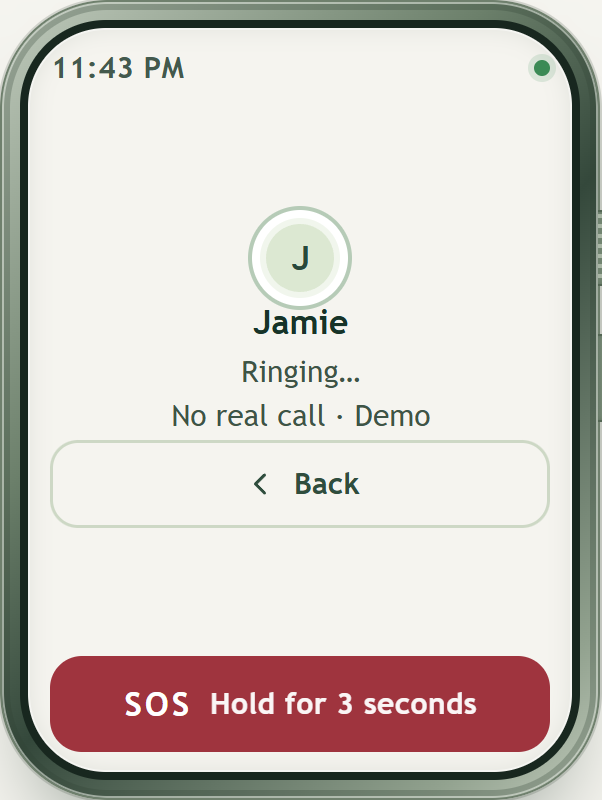 11:43 PM
J
Jamie
Ringing...
No real call · Demo
Back
SOS Hold for 3 seconds